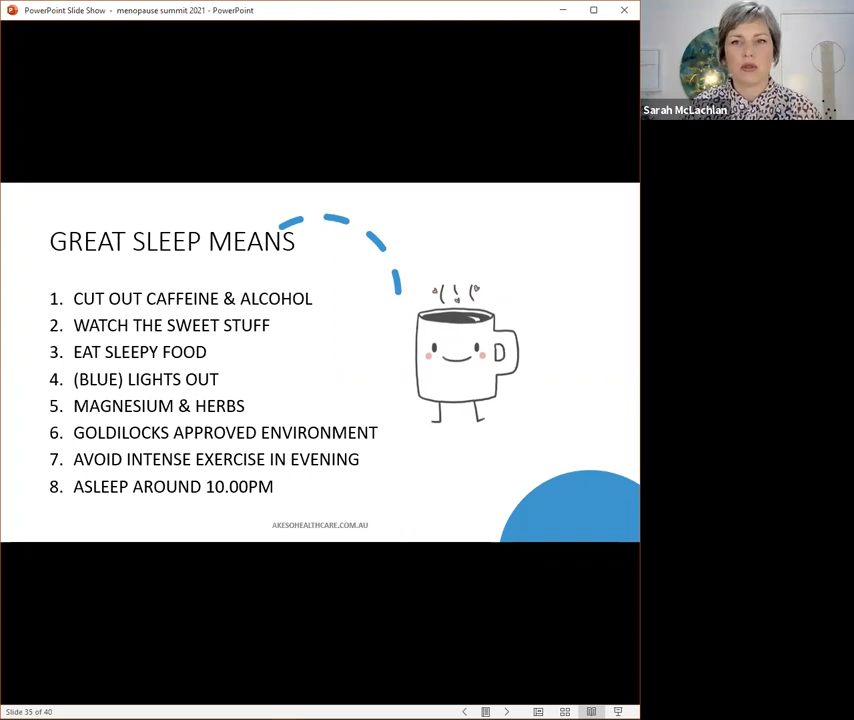 PowerPoint Slide Show - menopause summit 2021 - PowerPoint
Sarah McLachlan
GREAT SLEEP MEANS
1. CUT OUT CAFFEINE & ALCOHOL
2. WATCH THE SWEET STUFF
3. EAT SLEEPY FOOD
4. (BLUE) LIGHTS OUT
5. MAGNESIUM & HERBS
6. GOLDILOCKS APPROVED ENVIRONMENT
7. AVOID INTENSE EXERCISE IN EVENING
8. ASLEEP AROUND 10.00PM
AKESOHEALTHCARE.COM.AU
Slide 35 of 40